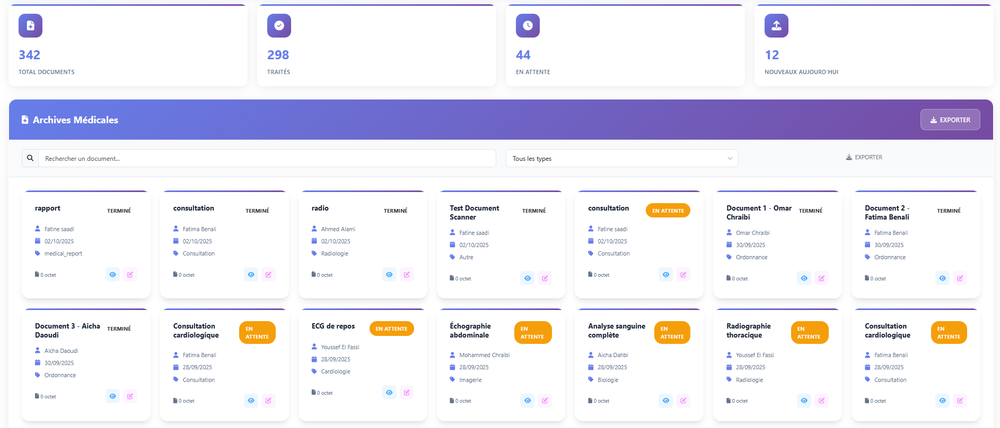 342
TOTAL DOCUMENTS
298
TRAITÉS
44
EN ATTENTE
12
NOUVEAUX AUJOURD'HUI
Archives Médicales
EXPORTER
Rechercher un document...
Tous les types
EXPORTER
rapport
TERMINÉ
Fatine saadi
02/10/2025
medical_report
0 octet
consultation
TERMINÉ
Fatima Benali
02/10/2025
Consultation
0 octet
radio
TERMINÉ
Ahmed Alami
02/10/2025
Radiologie
0 octet
Test Document
Scanner
TERMINÉ
Fatine saadi
02/10/2025
Autre
0 octet
consultation
EN ATTENTE
Fatine saadi
02/10/2025
Consultation
0 octet
Document 1 - Omar
Chraibi
TERMINÉ
Omar Chraibi
30/09/2025
Ordonnance
0 octet
Document 2 -
Fatima Benali
TERMINÉ
Fatima Benali
30/09/2025
Ordonnance
0 octet
Document 3 - Aicha
Daoudi
TERMINÉ
Aicha Daoudi
30/09/2025
Ordonnance
0 octet
Consultation
cardiologique
EN
ATTENTE
Fatima Benali
28/09/2025
Consultation
0 octet
ECG de repos
EN ATTENTE
Youssef El Fassi
28/09/2025
Cardiologie
0 octet
Échographie
abdominale
EN
ATTENTE
Mohammed Chraibi
28/09/2025
Imagerie
0 octet
Analyse sanguine
complète
EN
ATTENTE
Aicha Dahbi
28/09/2025
Biologie
0 octet
Radiographie
thoracique
EN
ATTENTE
Youssef El Fassi
28/09/2025
Radiologie
0 octet
Consultation
cardiologique
EN
ATTENTE
Fatima Benali
28/09/2025
Consultation
0 octet